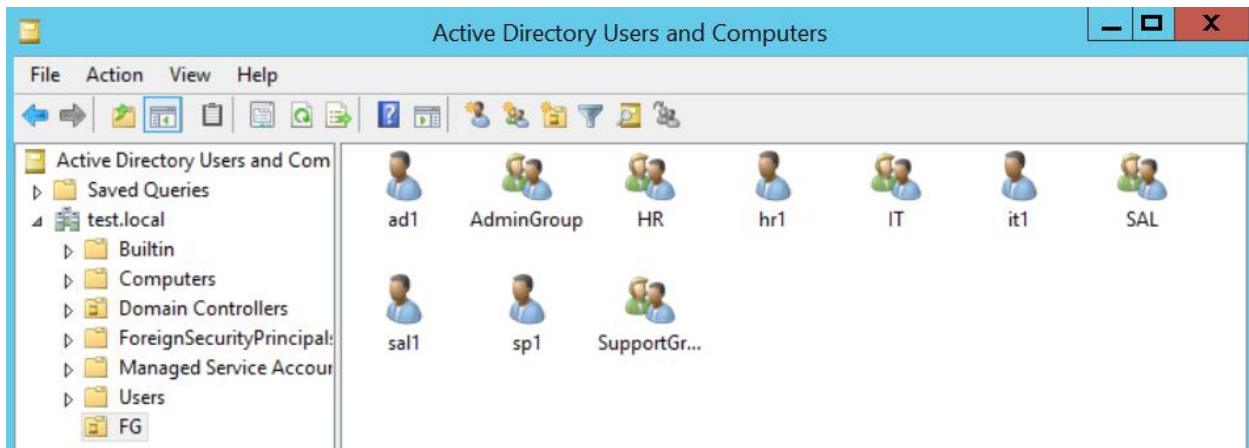 Active Directory Users and Computers
File Action View Help
Active Directory Users and Com
Saved Queries
test.local
Builtin
Computers
Domain Controllers
ForeignSecurityPrincipal:
Managed Service Accour
Users
FG
ad1 AdminGroup HR hr1 IT it1 SAL
sal1 sp1 SupportGr...